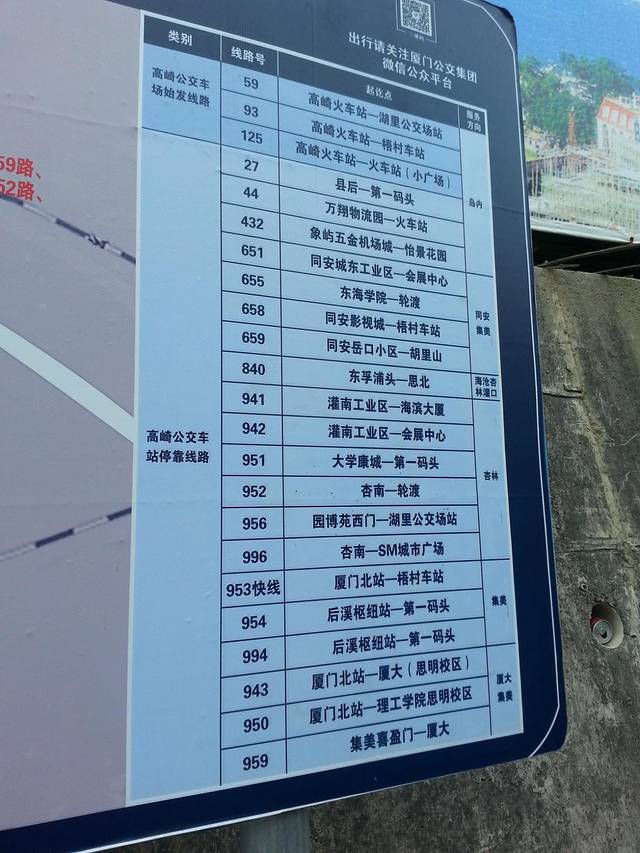 出行请关注厦门公交集团
微信公众平台
类别 线路号 起讫点 服务方向
高崎公交车场始发线路
59 高崎火车站—湖里公交场站 岛内
93 高崎火车站—梧村车站
125 高崎火车站—火车站（小广场）
高崎公交车站停靠线路
27 县后—第一码头
44 万翔物流园—火车站
432 象屿五金机场城—怡景花园
651 同安城东工业区—会展中心 同安集美
655 东海学院—轮渡
658 同安影视城—梧村车站
659 同安岳口小区—胡里山
840 东孚浦头—思北 海沧杏林灌口
941 灌南工业区—海滨大厦 杏林
942 灌南工业区—会展中心
951 大学康城—第一码头
952 杏南—轮渡
956 园博苑西门—湖里公交场站
996 杏南—SM城市广场
953快线 厦门北站—梧村车站 集美
954 后溪枢纽站—第一码头
994 后溪枢纽站—第一码头
943 厦门北站—厦大（思明校区） 厦大集美
950 厦门北站—理工学院思明校区
959 集美喜盈门—厦大
59路、
52路、